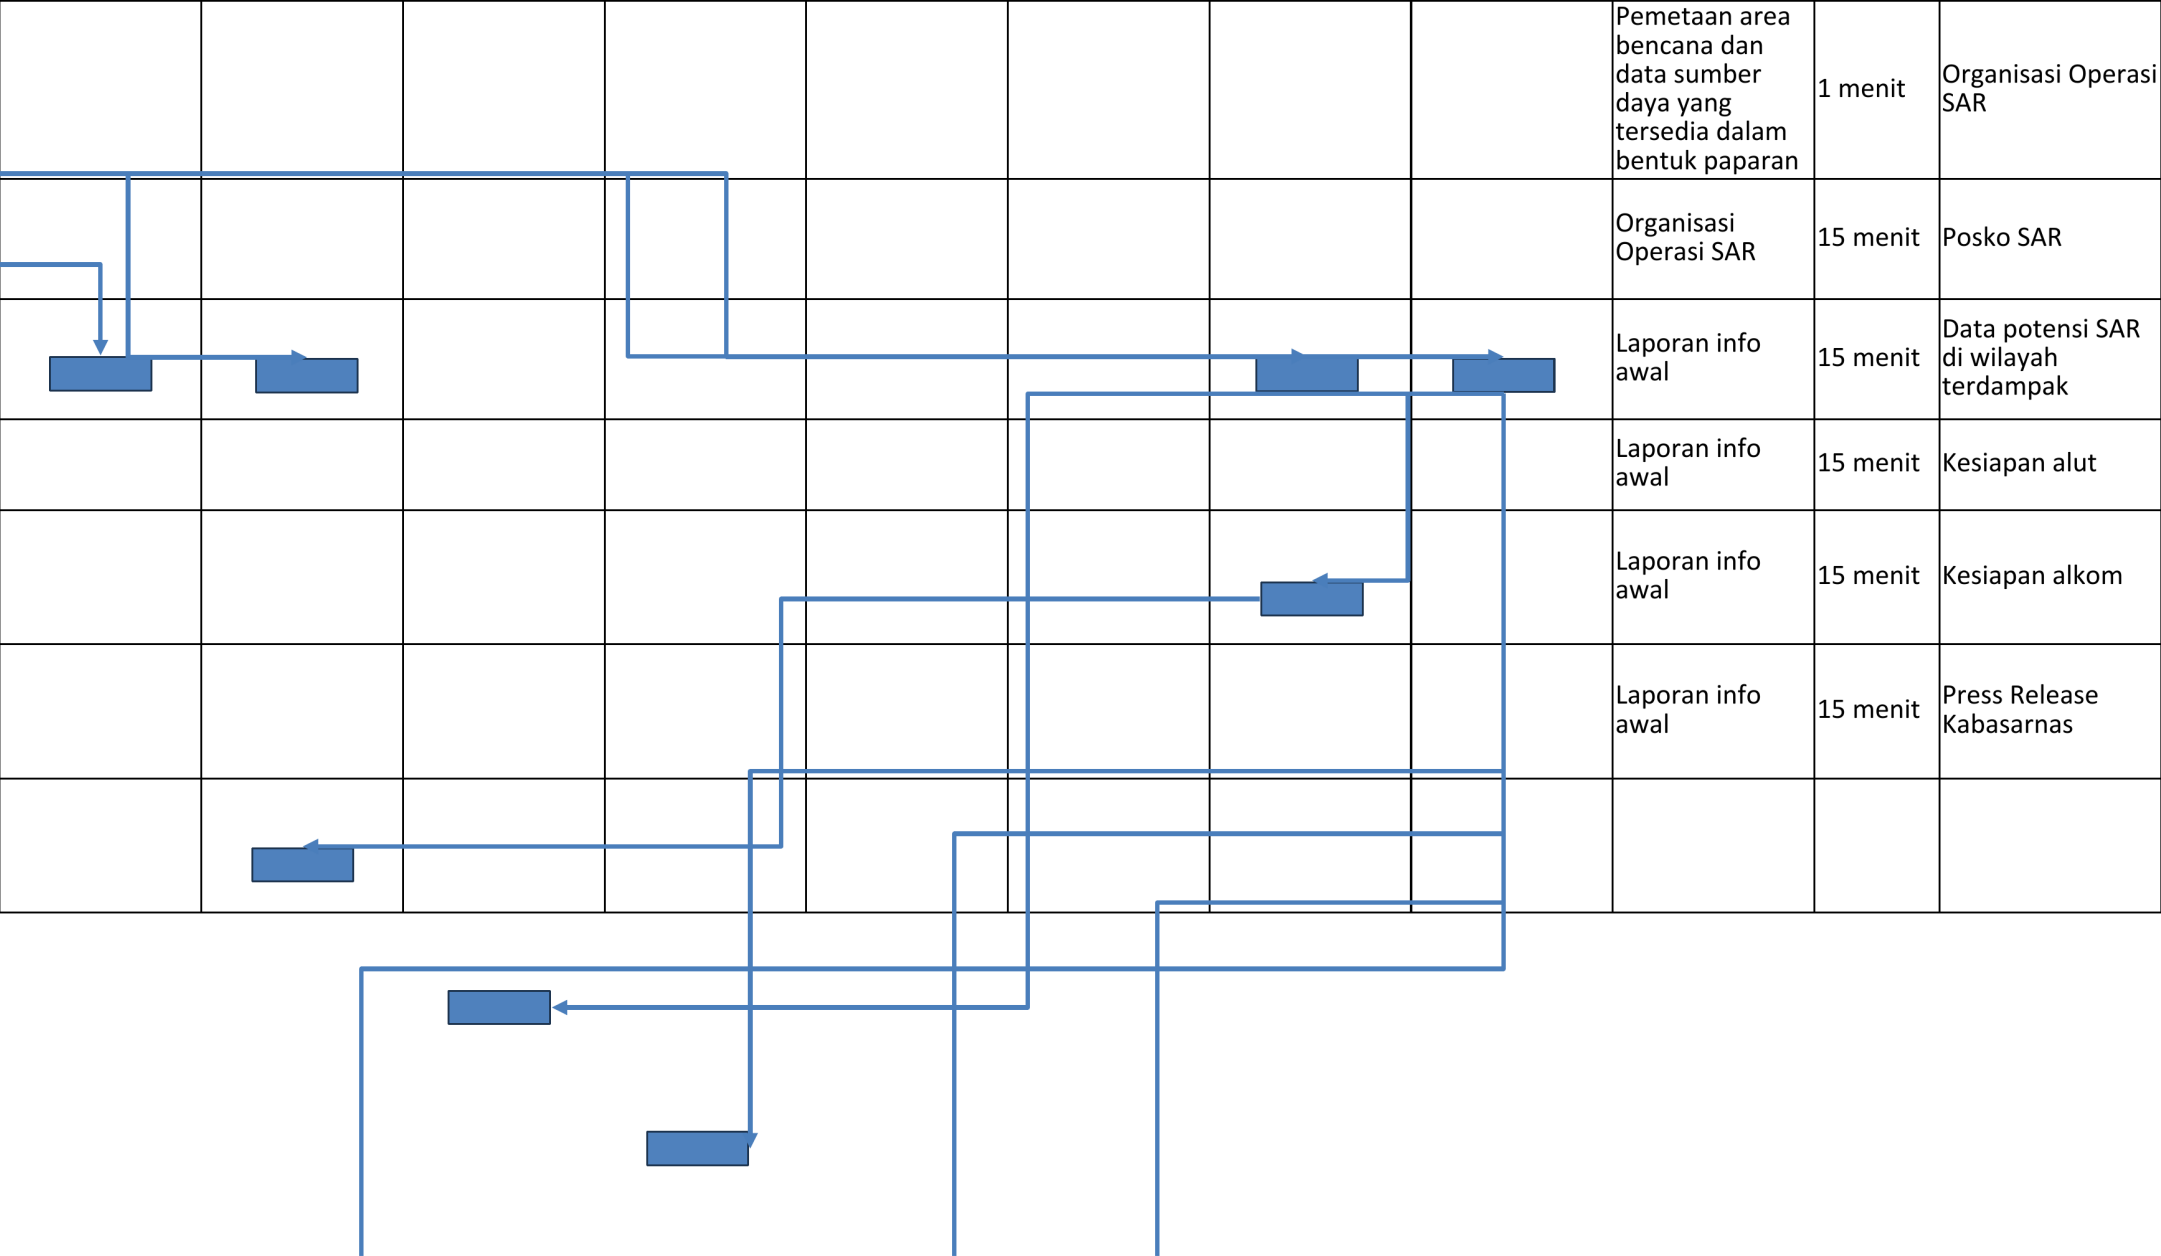 Pemetaan area
bencana dan
data sumber
daya yang
tersedia dalam
bentuk paparan
1 menit
Organisasi Operasi
SAR
Organisasi
Operasi SAR
15 menit
Posko SAR
Laporan info
awal
15 menit
Data potensi SAR
di wilayah
terdampak
Laporan info
awal
15 menit
Kesiapan alut
Laporan info
awal
15 menit
Kesiapan alkom
Laporan info
awal
15 menit
Press Release
Kabasarnas